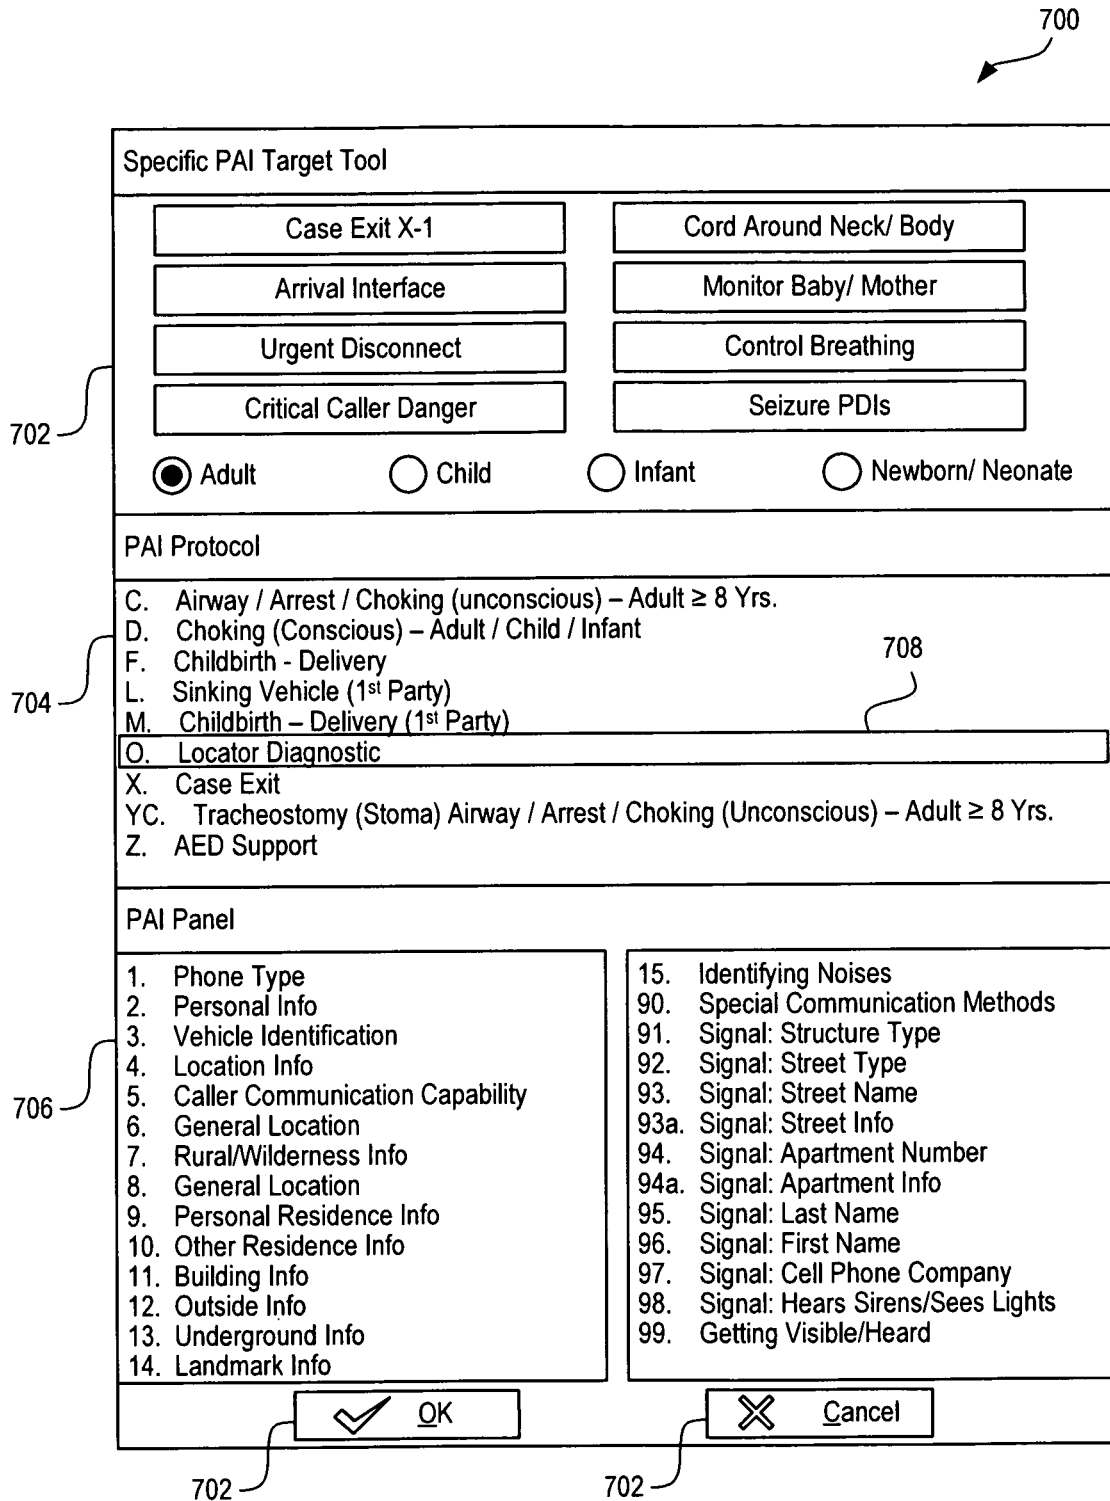 700
Specific PAI Target Tool
Case Exit X-1
Cord Around Neck/ Body
Arrival Interface
Monitor Baby/ Mother
Urgent Disconnect
Control Breathing
Critical Caller Danger
Seizure PDIs
702
Adult
Child
Infant
Newborn/ Neonate
PAI Protocol
C. Airway / Arrest / Choking (unconscious) – Adult ≥ 8 Yrs.
D. Choking (Conscious) – Adult / Child / Infant
708
F. Childbirth - Delivery
704
L. Sinking Vehicle (1st Party)
M. Childbirth – Delivery (1st Party)
O. Locator Diagnostic
X. Case Exit
YC. Tracheostomy (Stoma) Airway / Arrest / Choking (Unconscious) – Adult ≥ 8 Yrs.
Z. AED Support
PAI Panel
1. Phone Type
2. Personal Info
3. Vehicle Identification
4. Location Info
5. Caller Communication Capability
706
6. General Location
7. Rural/Wilderness Info
8. General Location
9. Personal Residence Info
10. Other Residence Info
11. Building Info
12. Outside Info
13. Underground Info
14. Landmark Info
15. Identifying Noises
90. Special Communication Methods
91. Signal: Structure Type
92. Signal: Street Type
93. Signal: Street Name
93a. Signal: Street Info
94. Signal: Apartment Number
94a. Signal: Apartment Info
95. Signal: Last Name
96. Signal: First Name
97. Signal: Cell Phone Company
98. Signal: Hears Sirens/Sees Lights
99. Getting Visible/Heard
OK
Cancel
702
702